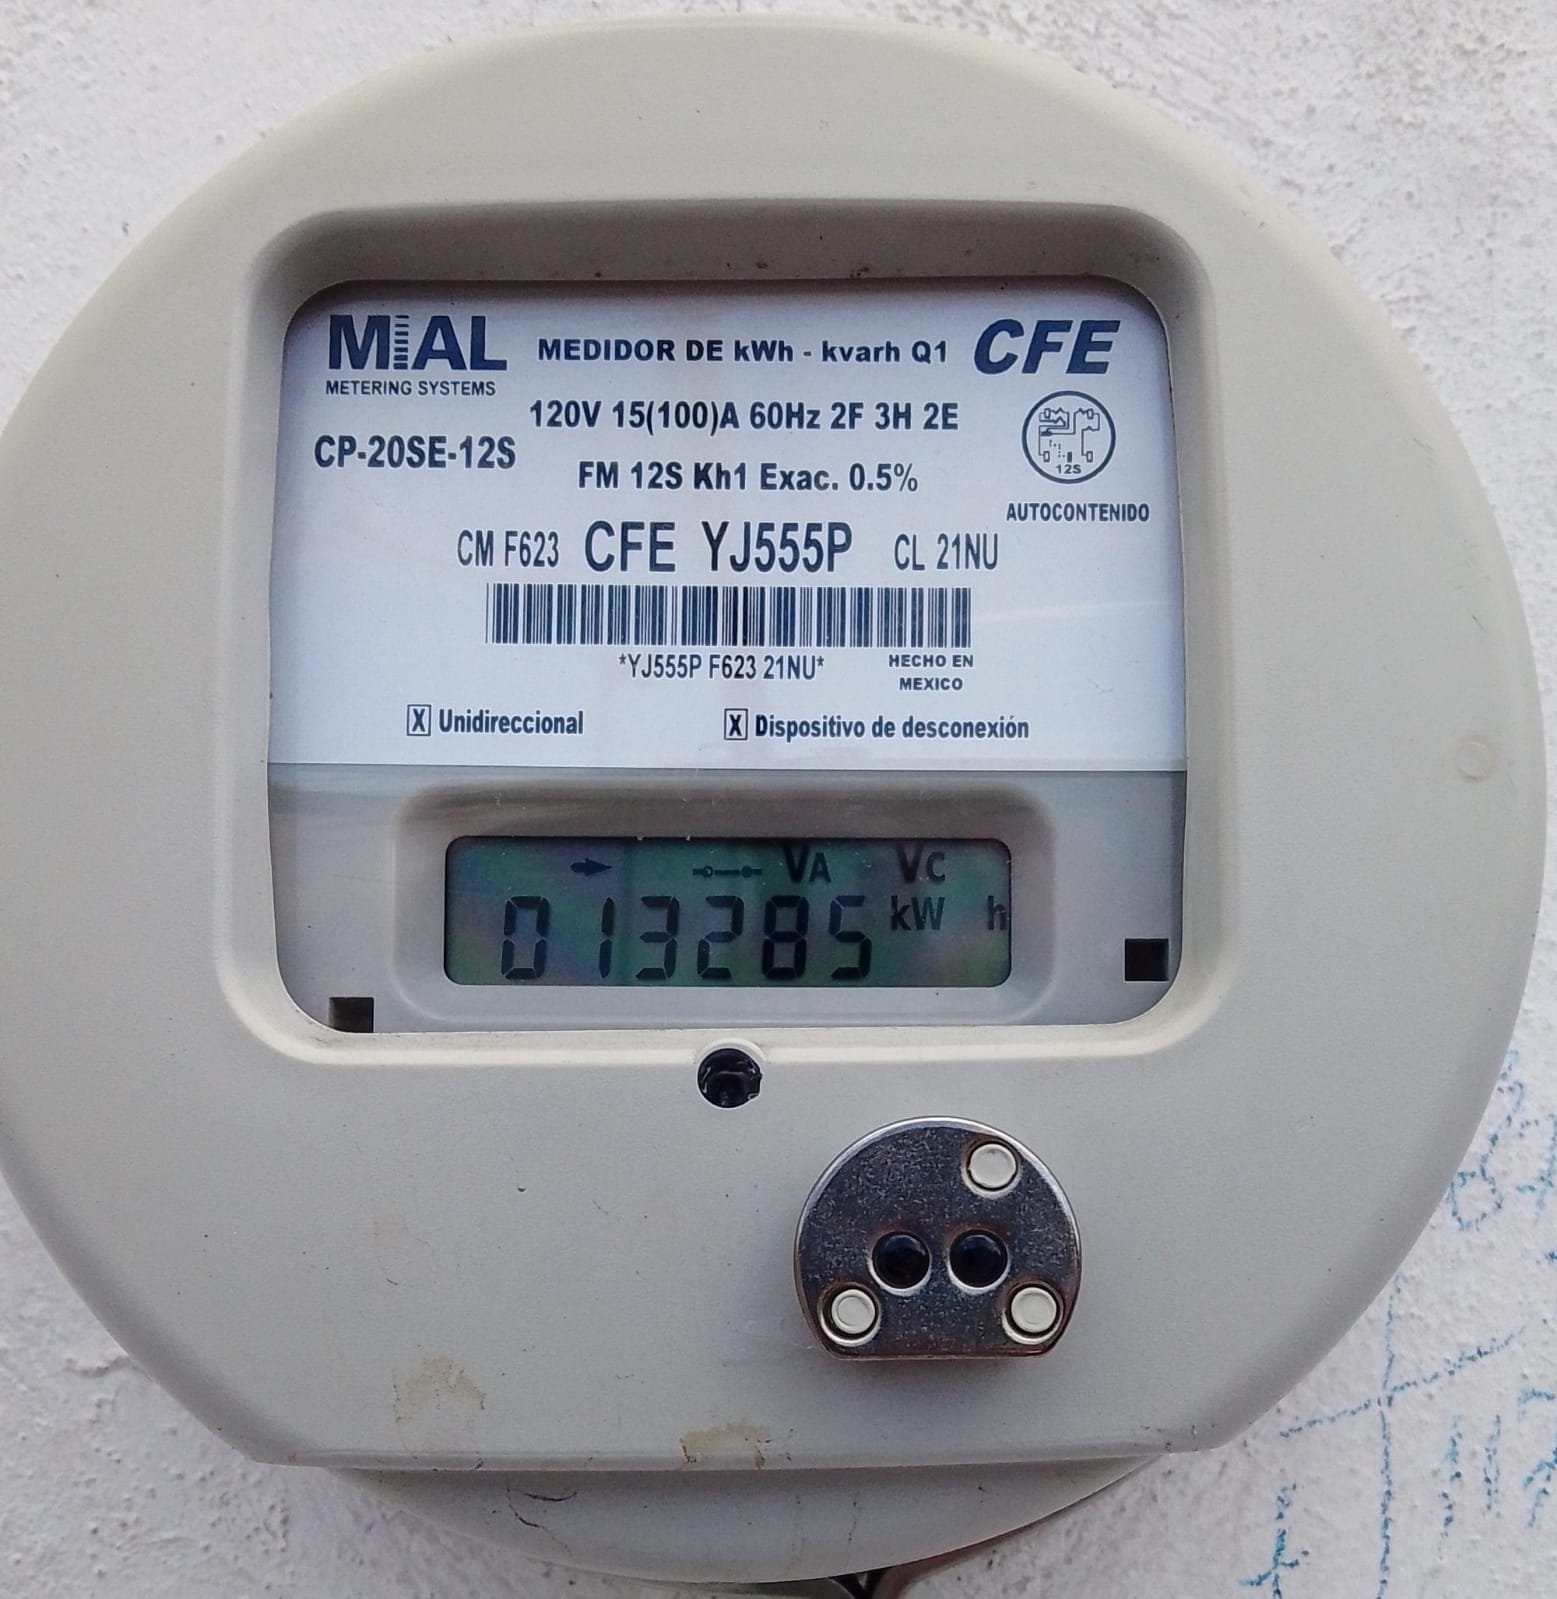 MIAL MEDIDOR DE kWh - kvarh Q1 CFE
METERING SYSTEMS
120V 15(100)A 60Hz 2F 3H 2E
CP-20SE-12S
FM 12S Kh1 Exac. 0.5%
12S
AUTOCONTENIDO
CM F623 CFE YJ555P CL 21NU
*YJ555P F623 21NU*
HECHO EN
MEXICO
X Unidireccional X Dispositivo de desconexión
VA VC
013285 kW h